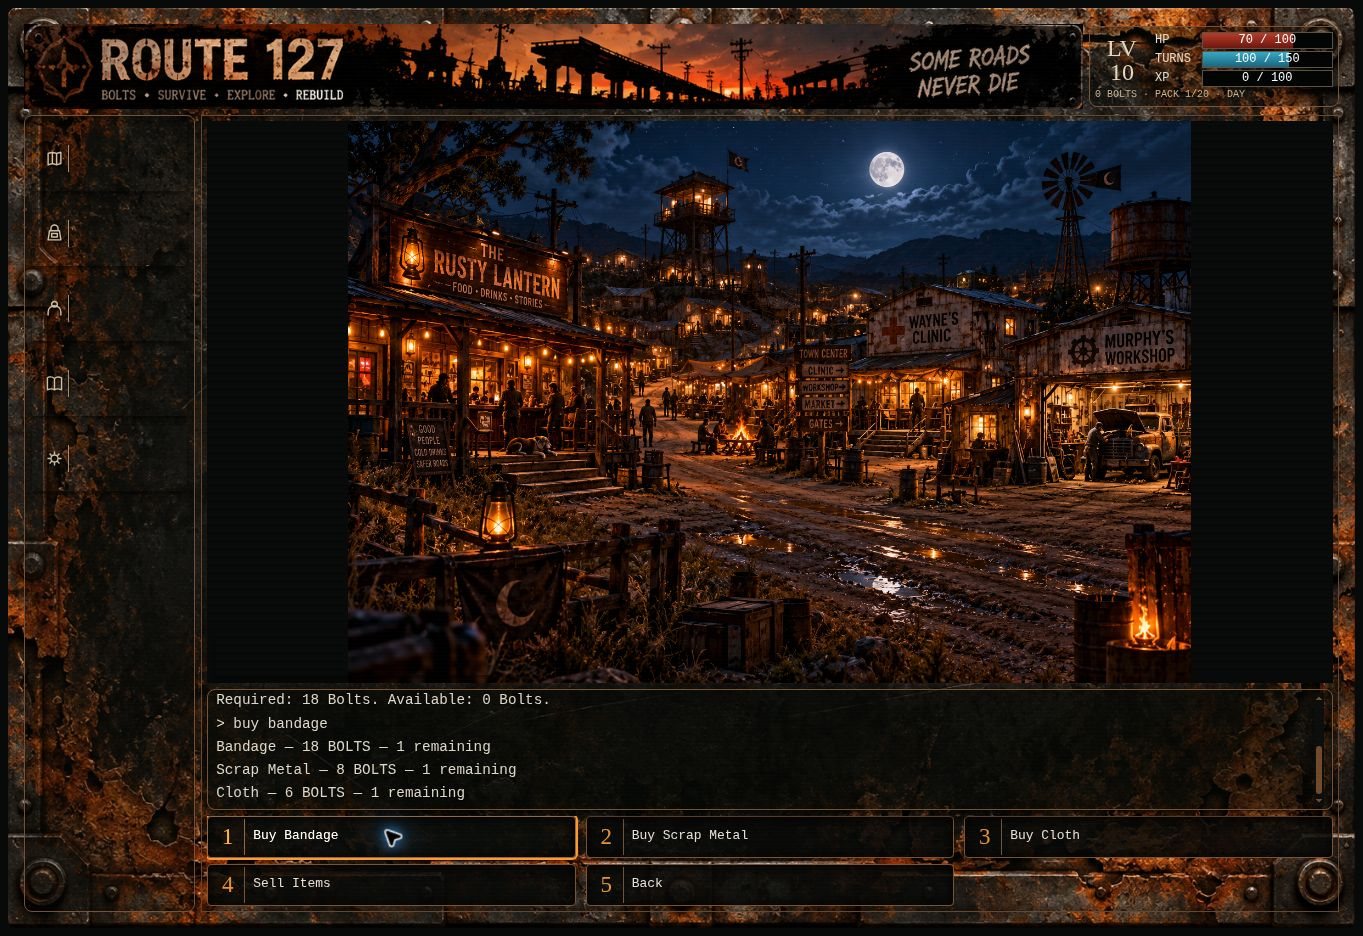 ROUTE 127
BOLTS • SURVIVE • EXPLORE • REBUILD
SOME ROADS
NEVER DIE
LV
10
HP
70 / 100
TURNS
100 / 150
XP
0 / 100
0 BOLTS · PACK 1/20 · DAY
THE
RUSTY LANTERN
FOOD • DRINKS • STORIES
GOOD
PEOPLE
COLD DRINKS
SAFER ROADS
TOWN CENTER
CLINIC →
WORKSHOP →
MARKET →
GATES →
WAYNE'S
CLINIC
MURPHY'S
WORKSHOP
Required: 18 Bolts. Available: 0 Bolts.
> buy bandage
Bandage — 18 BOLTS — 1 remaining
Scrap Metal — 8 BOLTS — 1 remaining
Cloth — 6 BOLTS — 1 remaining
1 Buy Bandage
2 Buy Scrap Metal
3 Buy Cloth
4 Sell Items
5 Back